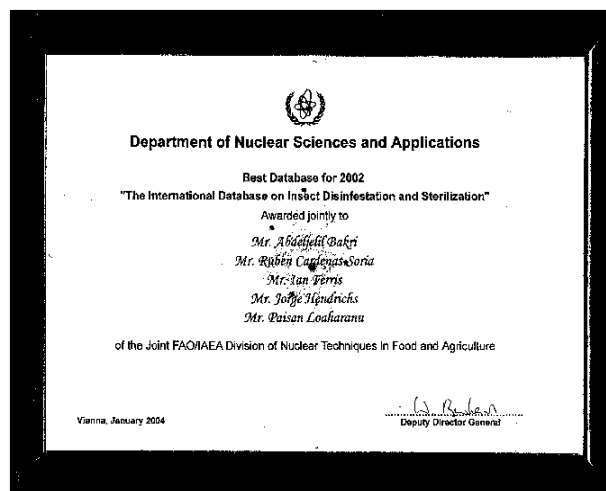 Department of Nuclear Sciences and Applications
Best Database for 2002
"The International Database on Insect Disinfestation and Sterilization"
Awarded jointly to
Mr. Abdeljelil Bakri
Mr. Rubén Cardenas-Soria
Mr. Ian Ferris
Mr. Jorge Hendrichs
Mr. Paisan Loaharanu
of the Joint FAO/IAEA Division of Nuclear Techniques in Food and Agriculture
Vienna, January 2004
Deputy Director General